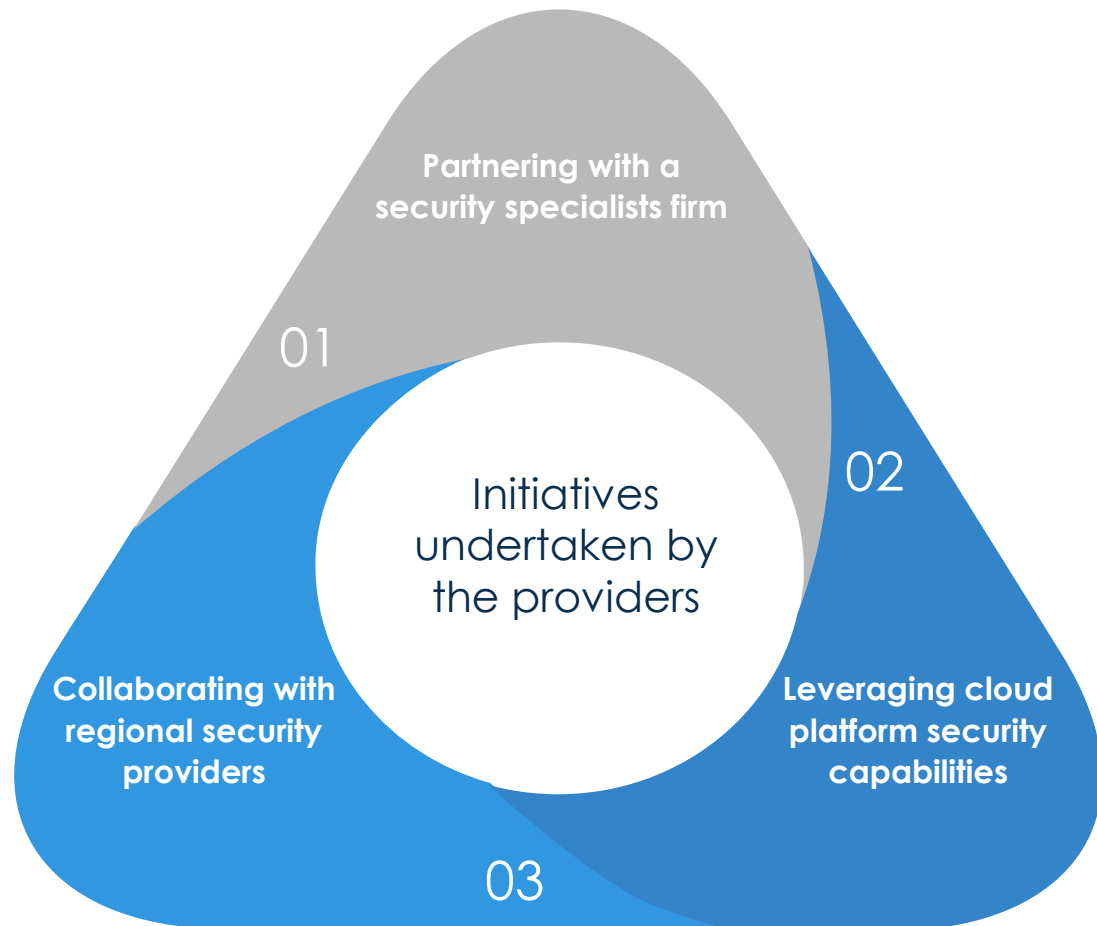 Partnering with a
security specialists firm
01
Initiatives
undertaken by
the providers
02
Leveraging cloud
platform security
capabilities
Collaborating with
regional security
providers
03